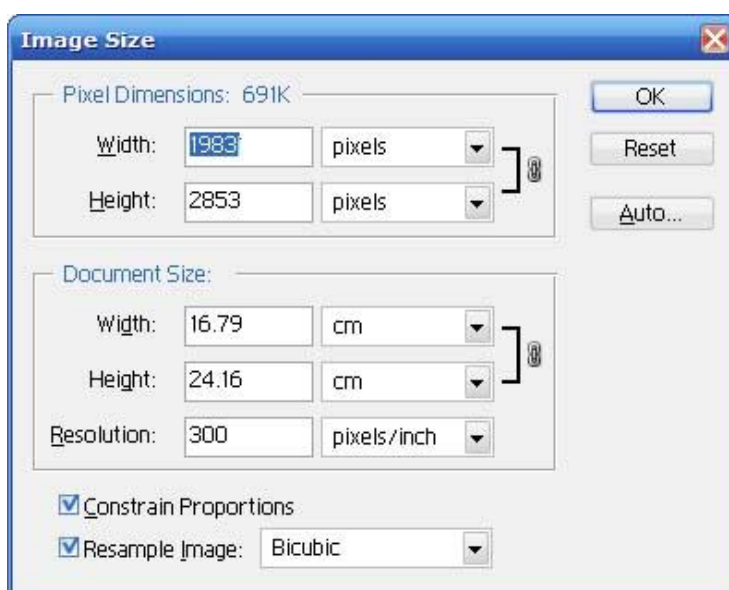 Image Size
Pixel Dimensions: 691K
OK
Width: 1983 pixels
Reset
Height: 2853 pixels
Auto...
Document Size:
Width: 16.79 cm
Height: 24.16 cm
Resolution: 300 pixels/inch
Constrain Proportions
Resample Image: Bicubic